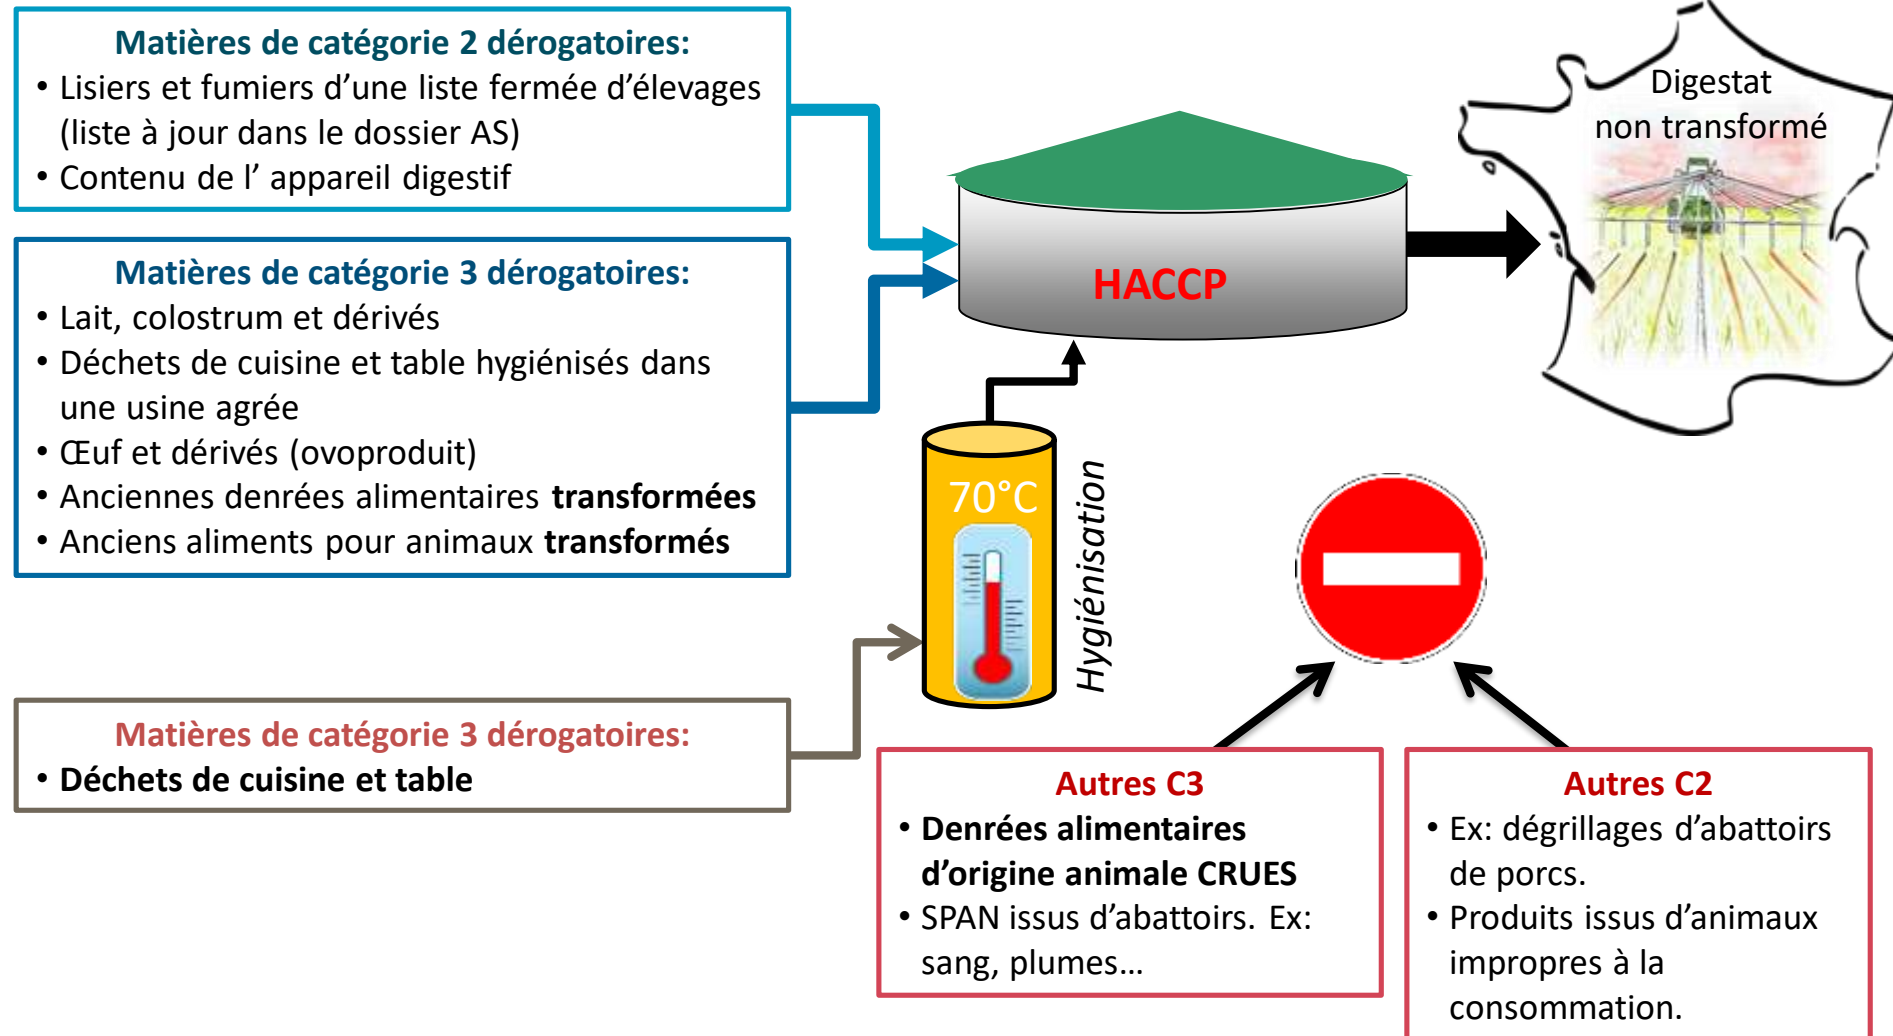 Matières de catégorie 2 dérogatoires:
• Lisiers et fumiers d’une liste fermée d’élevages
(liste à jour dans le dossier AS)
• Contenu de l’ appareil digestif
Matières de catégorie 3 dérogatoires:
• Lait, colostrum et dérivés
• Déchets de cuisine et table hygiénisés dans
une usine agrée
• Œuf et dérivés (ovoproduit)
• Anciennes denrées alimentaires transformées
• Anciens aliments pour animaux transformés
Matières de catégorie 3 dérogatoires:
• Déchets de cuisine et table
HACCP
70°C
Hygiénisation
Digestat
non transformé
Autres C3
• Denrées alimentaires
d’origine animale CRUES
• SPAN issus d’abattoirs. Ex:
sang, plumes…
Autres C2
• Ex: dégrillages d’abattoirs
de porcs.
• Produits issus d’animaux
impropres à la
consommation.